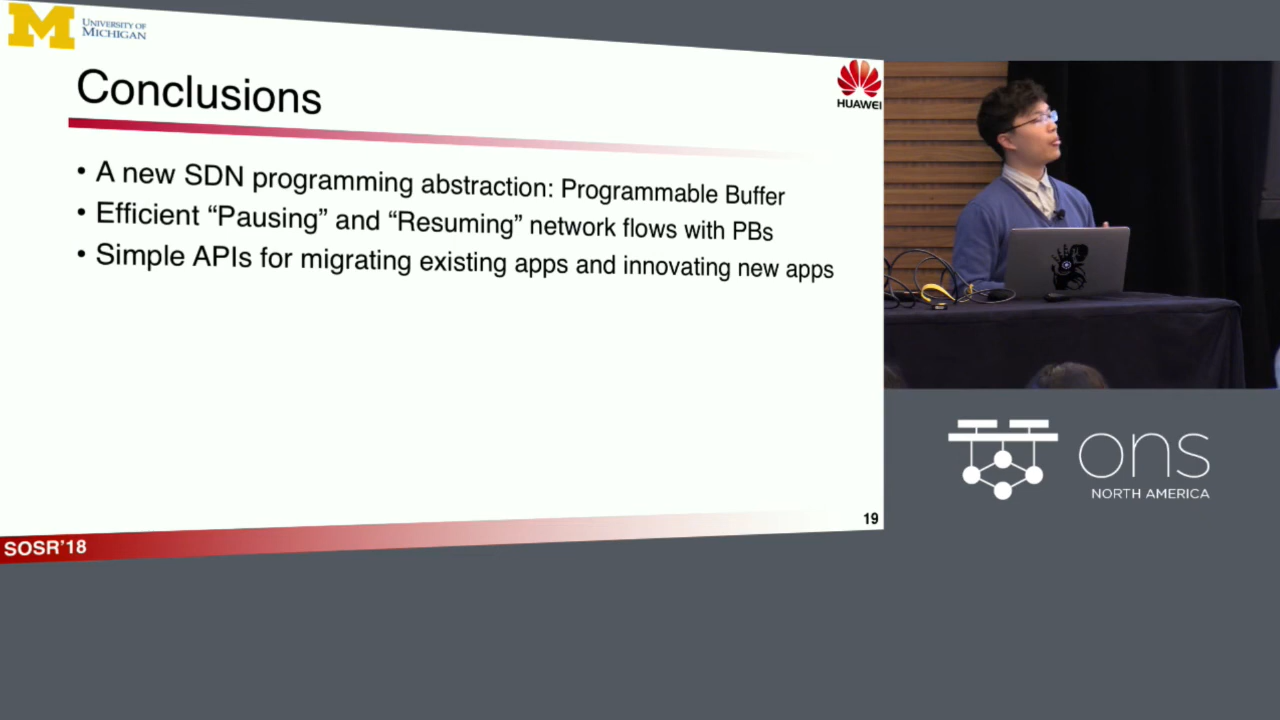 UNIVERSITY OF
MICHIGAN
Conclusions
HUAWEI
• A new SDN programming abstraction: Programmable Buffer
• Efficient “Pausing” and “Resuming” network flows with PBs
• Simple APIs for migrating existing apps and innovating new apps
19
SOSR’18
ons
NORTH AMERICA